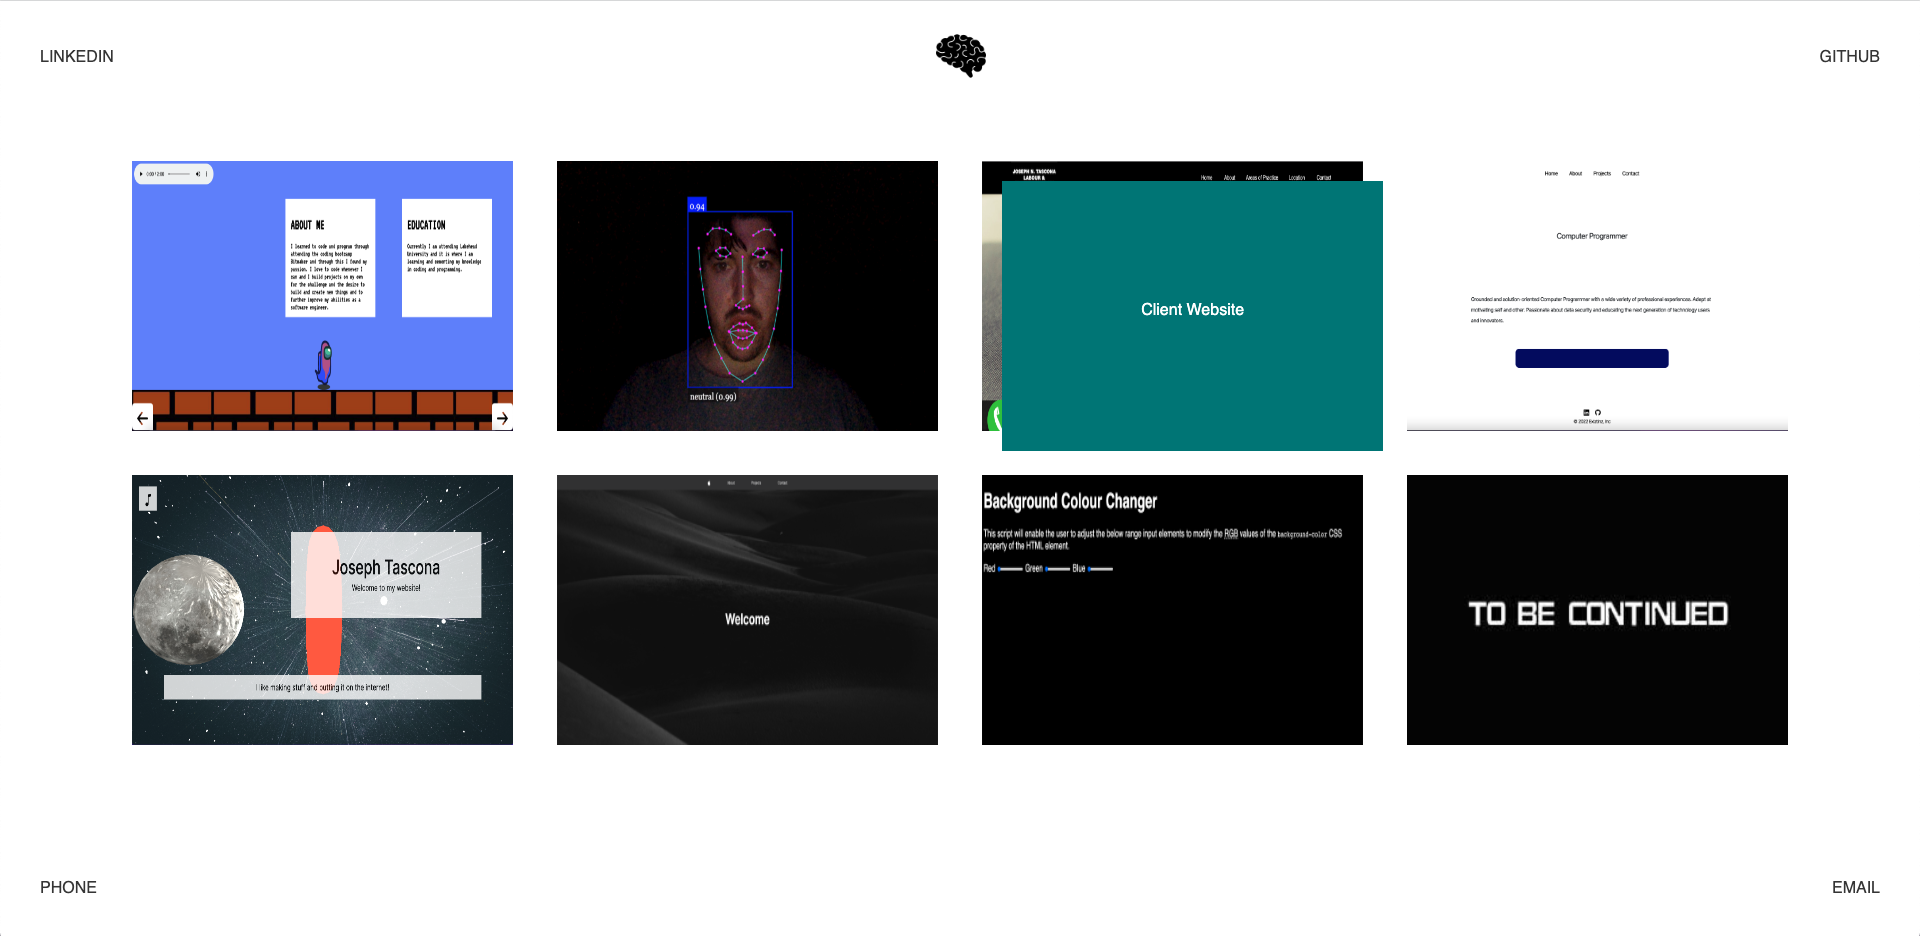 LINKEDIN
GITHUB
0:00 / 2:00
ABOUT ME
I learned to code and program through
attending the coding bootcamp
Bitmaker and through this I found my
passion. I love to code whenever I
can and I build projects on my own
for the challenge and the desire to
build and create new things and to
further improve my abilities as a
software engineer.
EDUCATION
Currently I am attending Lakehead
University and it is where I am
learning and cementing my knowledge
in coding and programming.
0.94
neutral (0.99)
JOSEPH N. TASCONA
LABOUR &
Home About Areas of Practice Location Contact
Client Website
Home About Projects Contact
Computer Programmer
Grounded and solution-oriented Computer Programmer with a wide variety of professional experiences. Adept at
motivating self and other. Passionate about data security and educating the next generation of technology users
and innovators.
Joseph Tascona
Welcome to my website!
I like making stuff and putting it on the internet!
About Projects Contact
Welcome
Background Colour Changer
This script will enable the user to adjust the below range input elements to modify the RGB values of the background-color CSS
property of the HTML element.
Red Green Blue
TO BE CONTINUED
PHONE
EMAIL